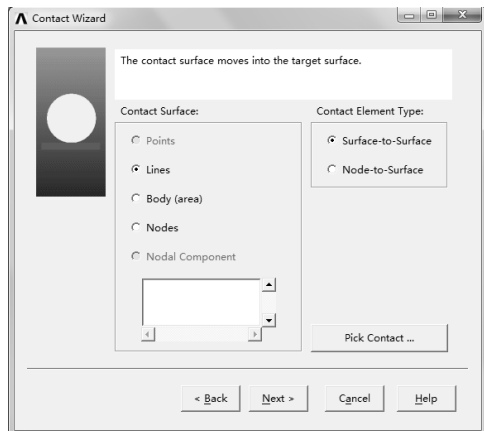 Contact Wizard
The contact surface moves into the target surface.
Contact Surface:
Points
Lines
Body (area)
Nodes
Nodal Component
Contact Element Type:
Surface-to-Surface
Node-to-Surface
Pick Contact ...
< Back
Next >
Cancel
Help